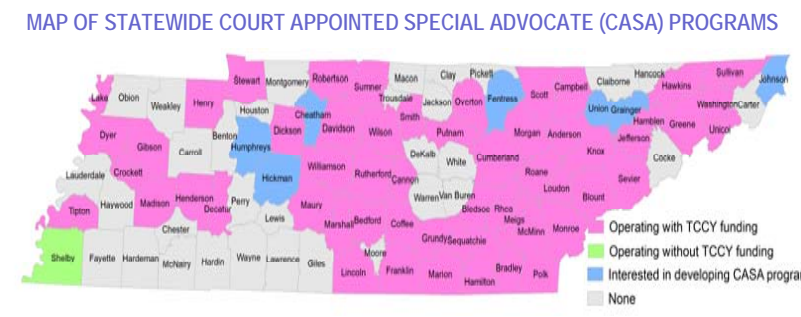 MAP OF STATEWIDE COURT APPOINTED SPECIAL ADVOCATE (CASA) PROGRAMS
Stewart Montgomery Robertson Sumner Macon Clay Pickett Scott Campbell Claiborne Hancock Hawkins Sullivan Johnson
Lake Obion Weakley Henry Houston Cheatham Trousdale Jackson Overton Fentress Union Grainger Washington Carter
Dyer Gibson Carroll Benton Humphreys Dickson Davidson Wilson Smith Putnam Morgan Anderson Hamblen Greene Unicoi
Jefferson Knox Cocke
Lauderdale Crockett Hickman Williamson Rutherford Cannon DeKalb White Cumberland Roane Sevier
Tipton Haywood Madison Henderson Decatur Perry Maury Warren Van Buren Loudon Blount
Chester Lewis Marshall Bedford Coffee Bledsoe Rhea Meigs McMinn Monroe
Shelby Fayette Hardeman McNairy Hardin Wayne Lawrence Giles Moore Grundy Sequatchie
Lincoln Franklin Marion Hamilton Bradley Polk
Operating with TCCY funding
Operating without TCCY funding
Interested in developing CASA progra
None